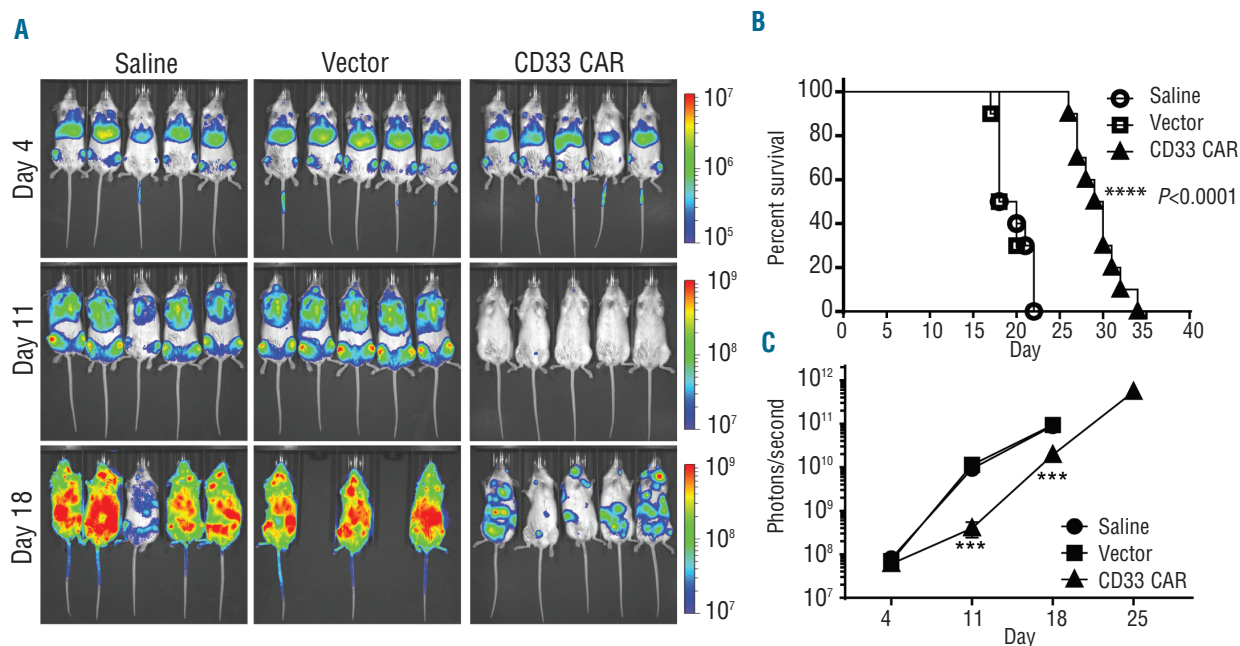 A
Saline Vector CD33 CAR
Day 4
10⁷
10⁶
10⁵
Day 11
10⁹
10⁸
10⁷
Day 18
10⁹
10⁸
10⁷
B
Percent survival
100
80
60
40
20
0
0 5 10 15 20 25 30 35 40
Day
Saline
Vector
CD33 CAR
**** P<0.0001
C
Photons/second
10¹²
10¹¹
10¹⁰
10⁹
10⁸
10⁷
***
***
Saline
Vector
CD33 CAR
4 11 18 25
Day